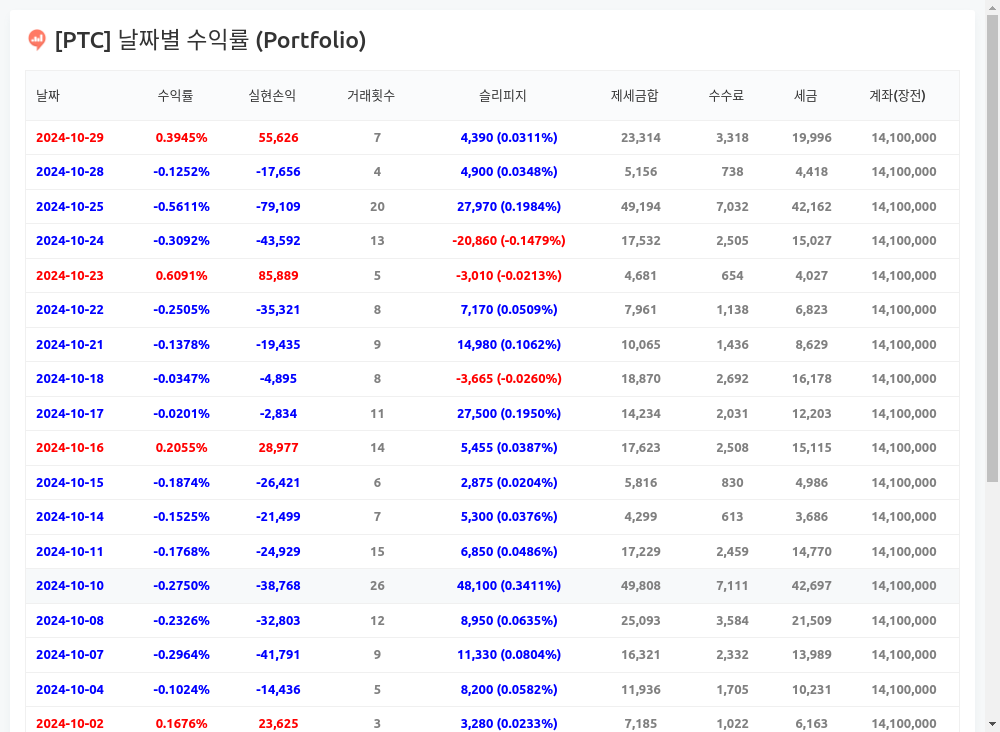 [PTC] 날짜별 수익률 (Portfolio)
날짜 수익률 실현손익 거래횟수 슬리피지 제세금합 수수료 세금 계좌(장전)
2024-10-29 0.3945% 55,626 7 4,390 (0.0311%) 23,314 3,318 19,996 14,100,000
2024-10-28 -0.1252% -17,656 4 4,900 (0.0348%) 5,156 738 4,418 14,100,000
2024-10-25 -0.5611% -79,109 20 27,970 (0.1984%) 49,194 7,032 42,162 14,100,000
2024-10-24 -0.3092% -43,592 13 -20,860 (-0.1479%) 17,532 2,505 15,027 14,100,000
2024-10-23 0.6091% 85,889 5 -3,010 (-0.0213%) 4,681 654 4,027 14,100,000
2024-10-22 -0.2505% -35,321 8 7,170 (0.0509%) 7,961 1,138 6,823 14,100,000
2024-10-21 -0.1378% -19,435 9 14,980 (0.1062%) 10,065 1,436 8,629 14,100,000
2024-10-18 -0.0347% -4,895 8 -3,665 (-0.0260%) 18,870 2,692 16,178 14,100,000
2024-10-17 -0.0201% -2,834 11 27,500 (0.1950%) 14,234 2,031 12,203 14,100,000
2024-10-16 0.2055% 28,977 14 5,455 (0.0387%) 17,623 2,508 15,115 14,100,000
2024-10-15 -0.1874% -26,421 6 2,875 (0.0204%) 5,816 830 4,986 14,100,000
2024-10-14 -0.1525% -21,499 7 5,300 (0.0376%) 4,299 613 3,686 14,100,000
2024-10-11 -0.1768% -24,929 15 6,850 (0.0486%) 17,229 2,459 14,770 14,100,000
2024-10-10 -0.2750% -38,768 26 48,100 (0.3411%) 49,808 7,111 42,697 14,100,000
2024-10-08 -0.2326% -32,803 12 8,950 (0.0635%) 25,093 3,584 21,509 14,100,000
2024-10-07 -0.2964% -41,791 9 11,330 (0.0804%) 16,321 2,332 13,989 14,100,000
2024-10-04 -0.1024% -14,436 5 8,200 (0.0582%) 11,936 1,705 10,231 14,100,000
2024-10-02 0.1676% 23,625 3 3,280 (0.0233%) 7,185 1,022 6,163 14,100,000